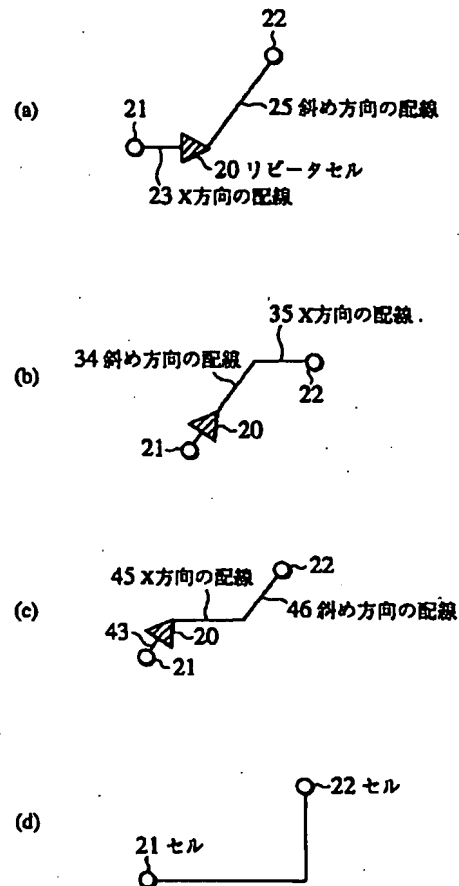 22
(a)
21
25 斜め方向の配線
20 リピータセル
23 X方向の配線
35 X方向の配線
34 斜め方向の配線
(b)
22
21
20
45 X方向の配線
22
(c)
46 斜め方向の配線
43
20
21
22 セル
(d)
21 セル